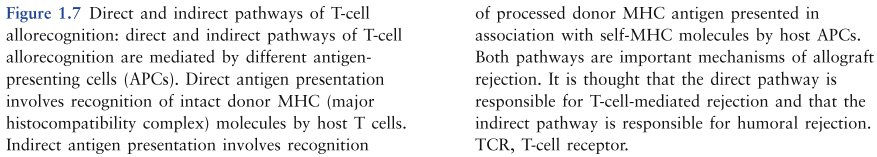 Figure 1.7 Direct and indirect pathways of T-cell
allorecognition: direct and indirect pathways of T-cell
allorecognition are mediated by different antigen-
presenting cells (APCs). Direct antigen presentation
involves recognition of intact donor MHC (major
histocompatibility complex) molecules by host T cells.
Indirect antigen presentation involves recognition
of processed donor MHC antigen presented in
association with self-MHC molecules by host APCs.
Both pathways are important mechanisms of allograft
rejection. It is thought that the direct pathway is
responsible for T-cell-mediated rejection and that the
indirect pathway is responsible for humoral rejection.
TCR, T-cell receptor.